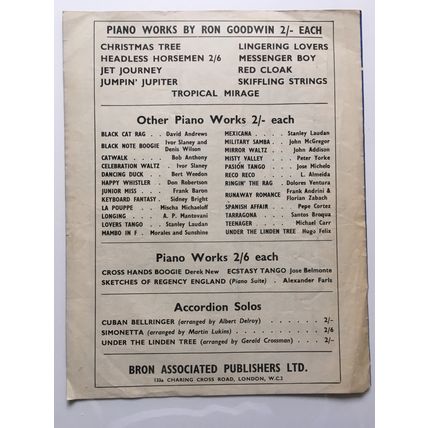 PIANO WORKS BY RON GOODWIN 2/- EACH
CHRISTMAS TREE LINGERING LOVERS
HEADLESS HORSEMEN 2/6 MESSENGER BOY
JET JOURNEY RED CLOAK
JUMPIN' JUPITER SKIFFLING STRINGS
TROPICAL MIRAGE
Other Piano Works 2/- each
BLACK CAT RAG . . David Andrews
BLACK NOTE BOOGIE Ivor Slaney and Denis Wilson
CATWALK . . Bob Anthony
CELEBRATION WALTZ . Ivor Slaney
DANCING DUCK . Bert Weedon
HAPPY WHISTLER . Don Robertson
JUNIOR MISS . . Frank Baron
KEYBOARD FANTASY . Sidney Bright
LA POUPPE . Mischa Michaeloff
LONGING . . A. P. Mantovani
LOVERS TANGO . Stanley Laudan
MAMBO IN F . Morales and Sunshine
MEXICANA . . . Stanley Laudan
MILITARY SAMBA . John McGregor
MIRROR WALTZ . . John Addison
MISTY VALLEY . . Peter Yorke
PASION TANGO . . Jose Michelo
RECO RECO . . . L. Almeida
RINGIN' THE RAG . Dolores Ventura
RUNAWAY ROMANCE Frank Andrini & Florian Zabach
SPANISH AFFAIR . . Pepe Cortez
TARRAGONA . . Santos Broqua
TEENAGER . . . Michael Carr
UNDER THE LINDEN TREE Hugo Felix
Piano Works 2/6 each
CROSS HANDS BOOGIE Derek New ECSTASY TANGO Jose Belmonte
SKETCHES OF REGENCY ENGLAND (Piano Suite) . Alexander Faris
Accordion Solos
CUBAN BELLRINGER (arranged by Albert Delroy) . . . . . . 2/-
SIMONETTA (arranged by Martin Lukins) . . . . . . . 2/6
UNDER THE LINDEN TREE (arranged by Gerald Crossman) . . . 2/-
BRON ASSOCIATED PUBLISHERS LTD.
132a CHARING CROSS ROAD, LONDON, W.C.2